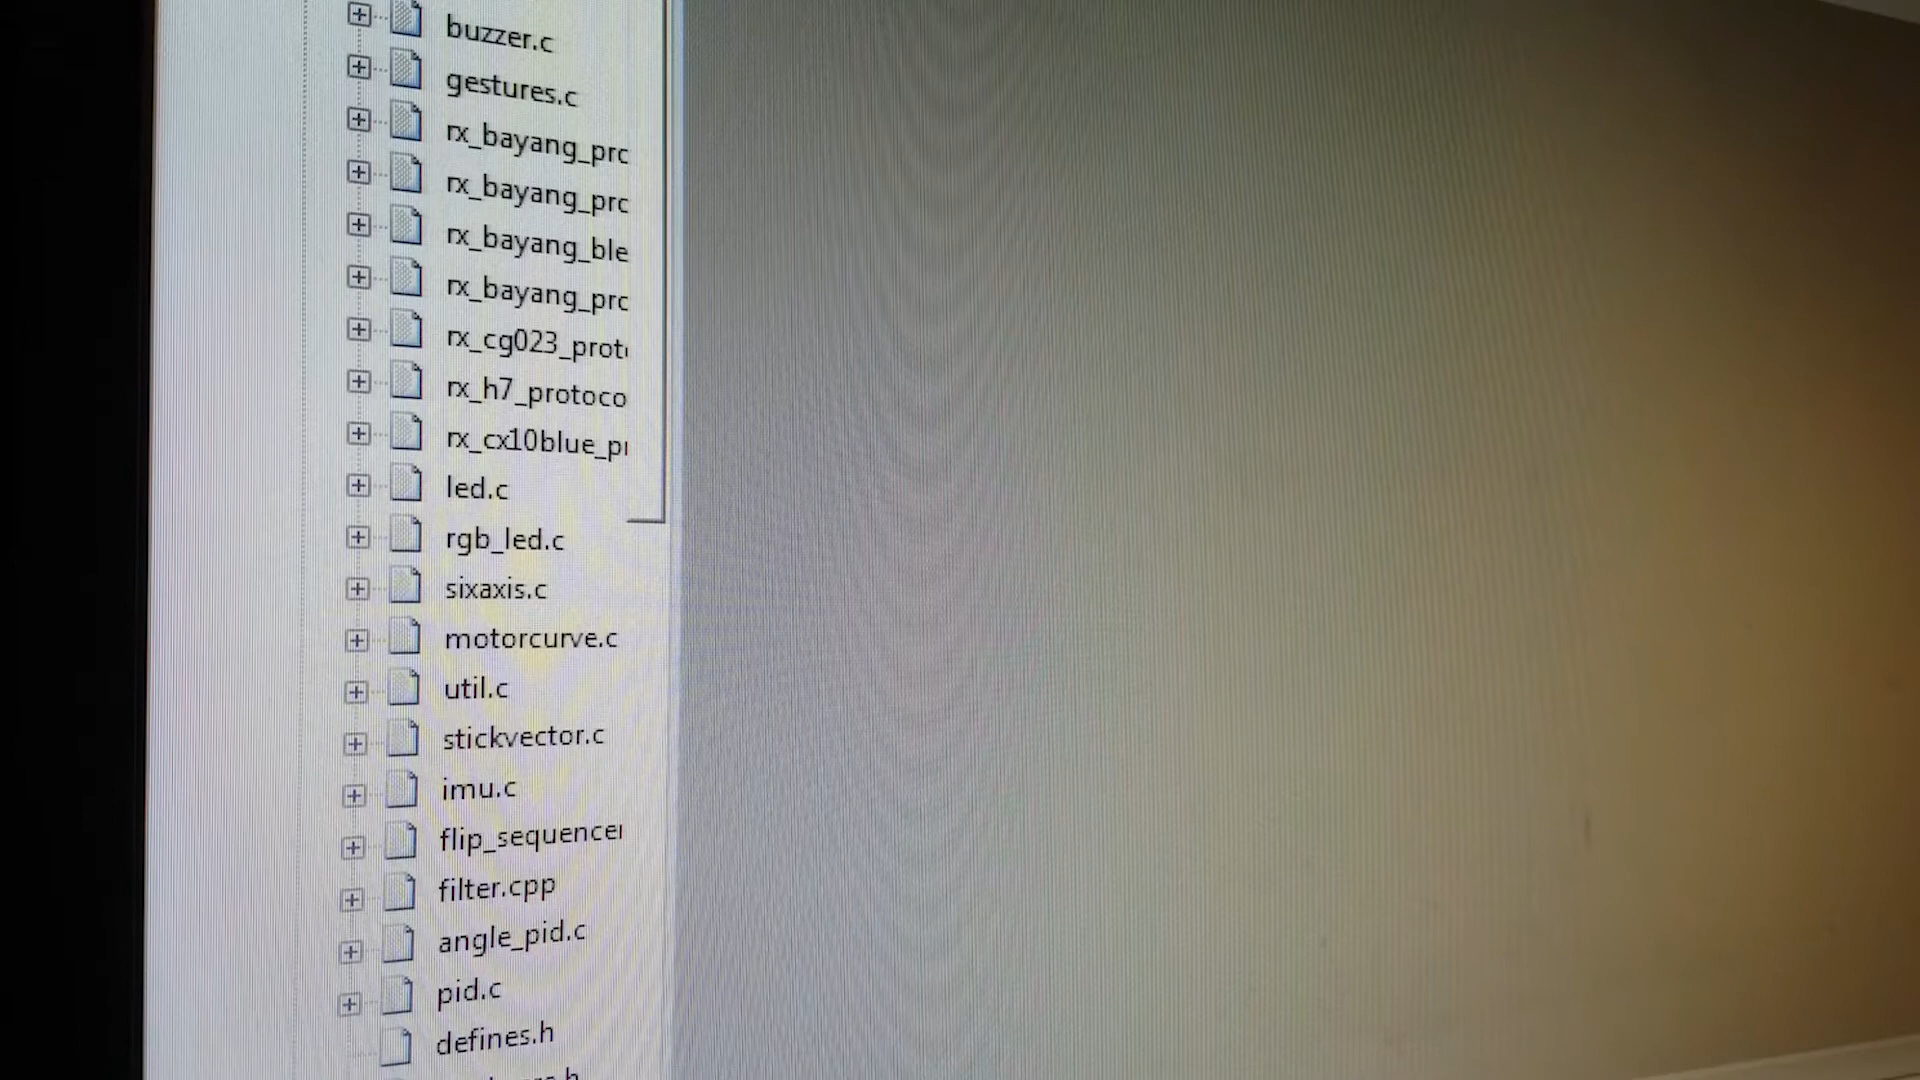 buzzer.c
gestures.c
rx_bayang_prc
rx_bayang_prc
rx_bayang_ble
rx_bayang_prc
rx_cg023_prot
rx_h7_protoco
rx_cx10blue_p
led.c
rgb_led.c
sixaxis.c
motorcurve.c
util.c
stickvector.c
imu.c
flip_sequencer
filter.cpp
angle_pid.c
pid.c
defines.h